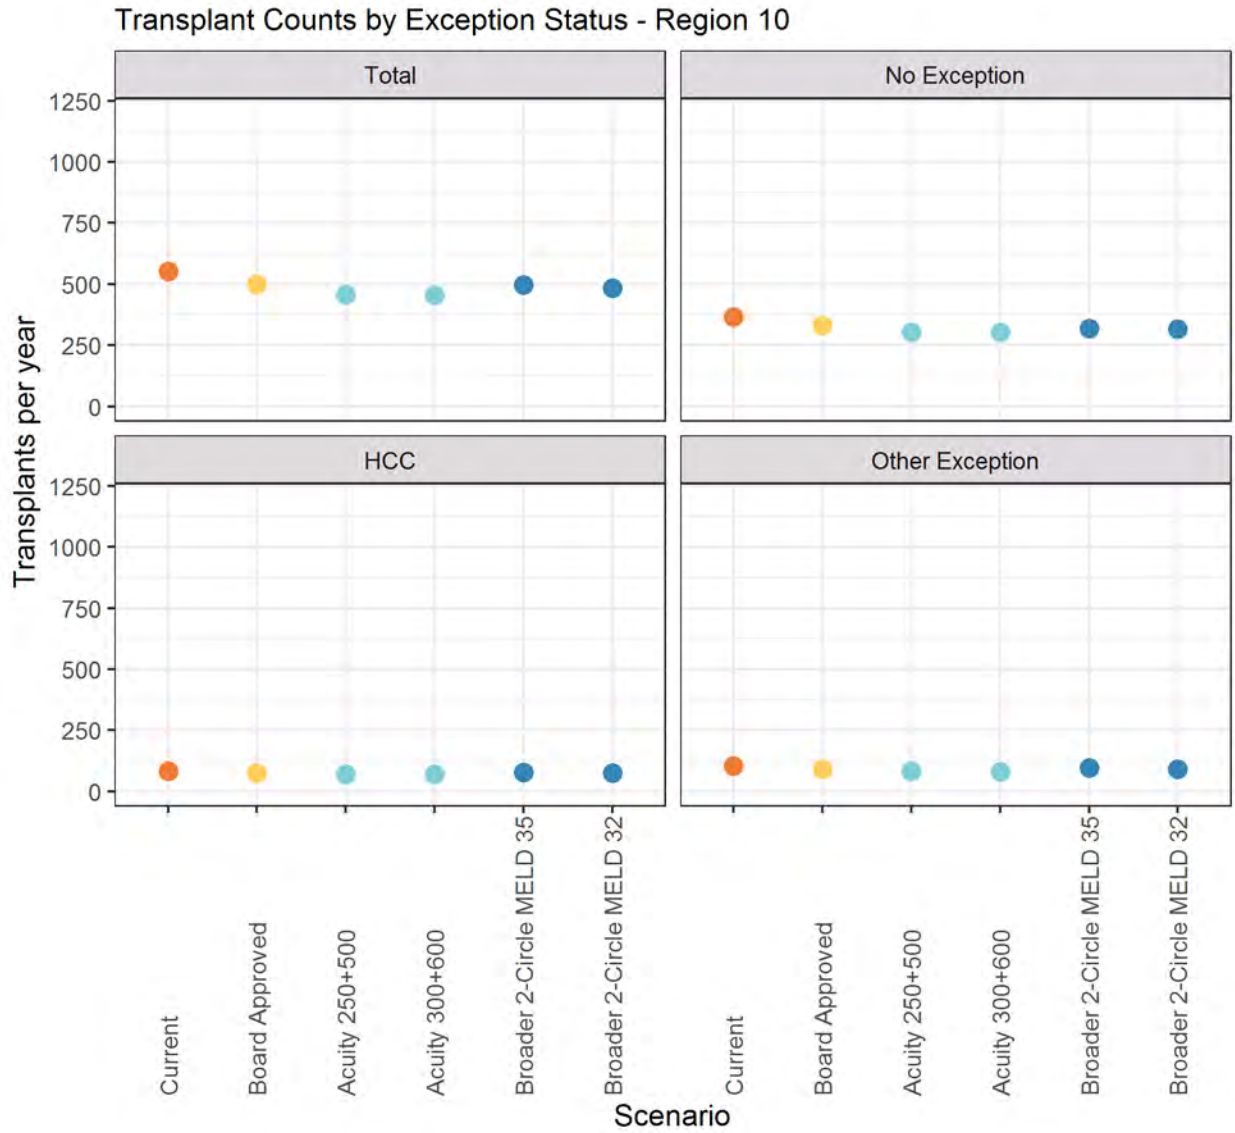 Transplant Counts by Exception Status - Region 10
Total
No Exception
1250
1000
750
500
250
0
HCC
Other Exception
1250
1000
750
500
250
0
Transplants per year
Current
Board Approved
Acuity 250+500
Acuity 300+600
Broader 2-Circle MELD 35
Broader 2-Circle MELD 32
Current
Board Approved
Acuity 250+500
Acuity 300+600
Broader 2-Circle MELD 35
Broader 2-Circle MELD 32
Scenario